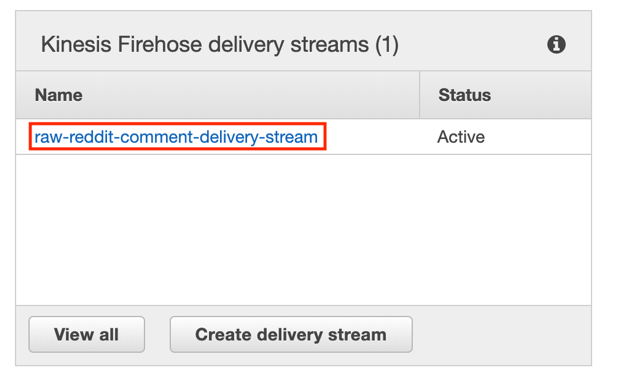 Kinesis Firehose delivery streams (1)
Name Status
raw-reddit-comment-delivery-stream Active
View all Create delivery stream